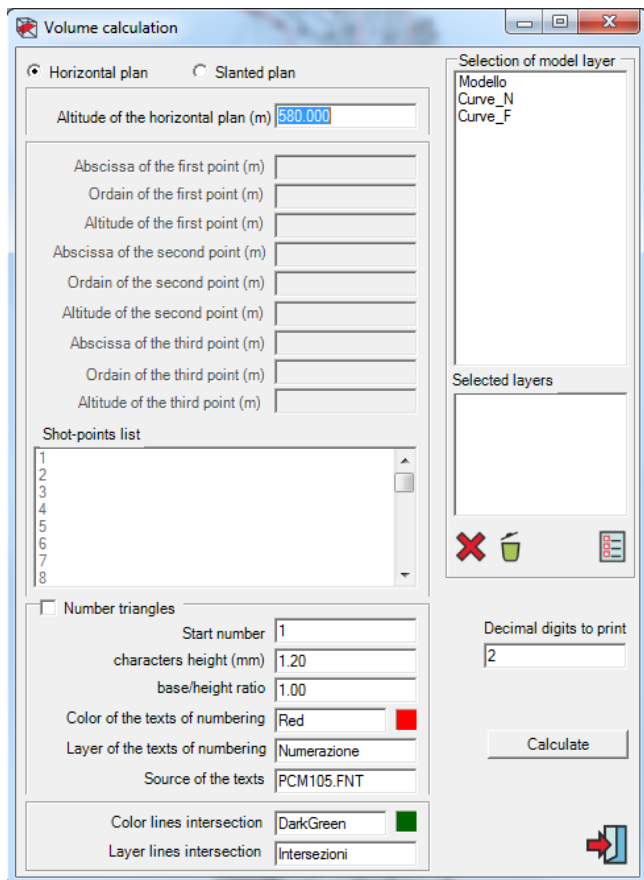 Volume calculation
Horizontal plan
Slanted plan
Altitude of the horizontal plan (m) 580.000
Abscissa of the first point (m)
Ordain of the first point (m)
Altitude of the first point (m)
Abscissa of the second point (m)
Ordain of the second point (m)
Altitude of the second point (m)
Abscissa of the third point (m)
Ordain of the third point (m)
Altitude of the third point (m)
Shot-points list
1
2
3
4
5
6
7
8
Number triangles
Start number 1
characters height (mm) 1.20
base/height ratio 1.00
Color of the texts of numbering Red
Layer of the texts of numbering Numerazione
Source of the texts PCM105.FNT
Color lines intersection DarkGreen
Layer lines intersection Intersezioni
Selection of model layer
Modello
Curve_N
Curve_F
Selected layers
Decimal digits to print
2
Calculate